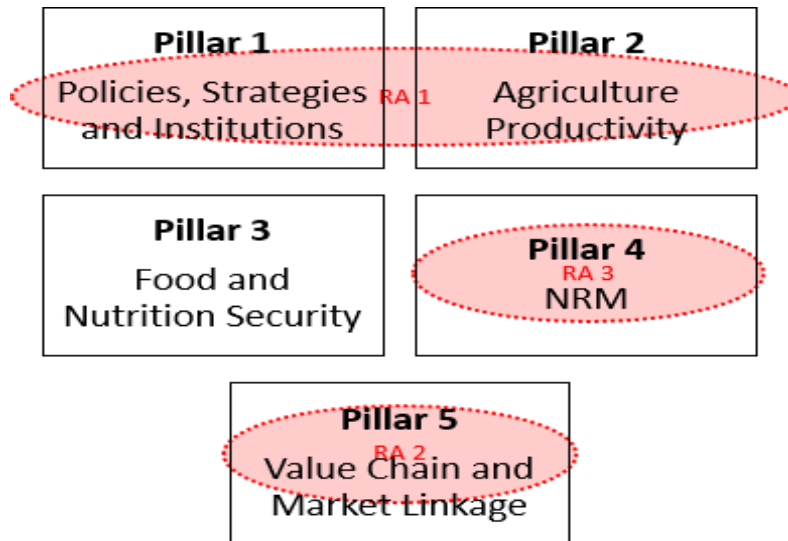 Pillar 1
Policies, Strategies
and Institutions
RA 1
Pillar 2
Agriculture
Productivity
Pillar 3
Food and
Nutrition Security
Pillar 4
RA 3
NRM
Pillar 5
RA 2
Value Chain and
Market Linkage